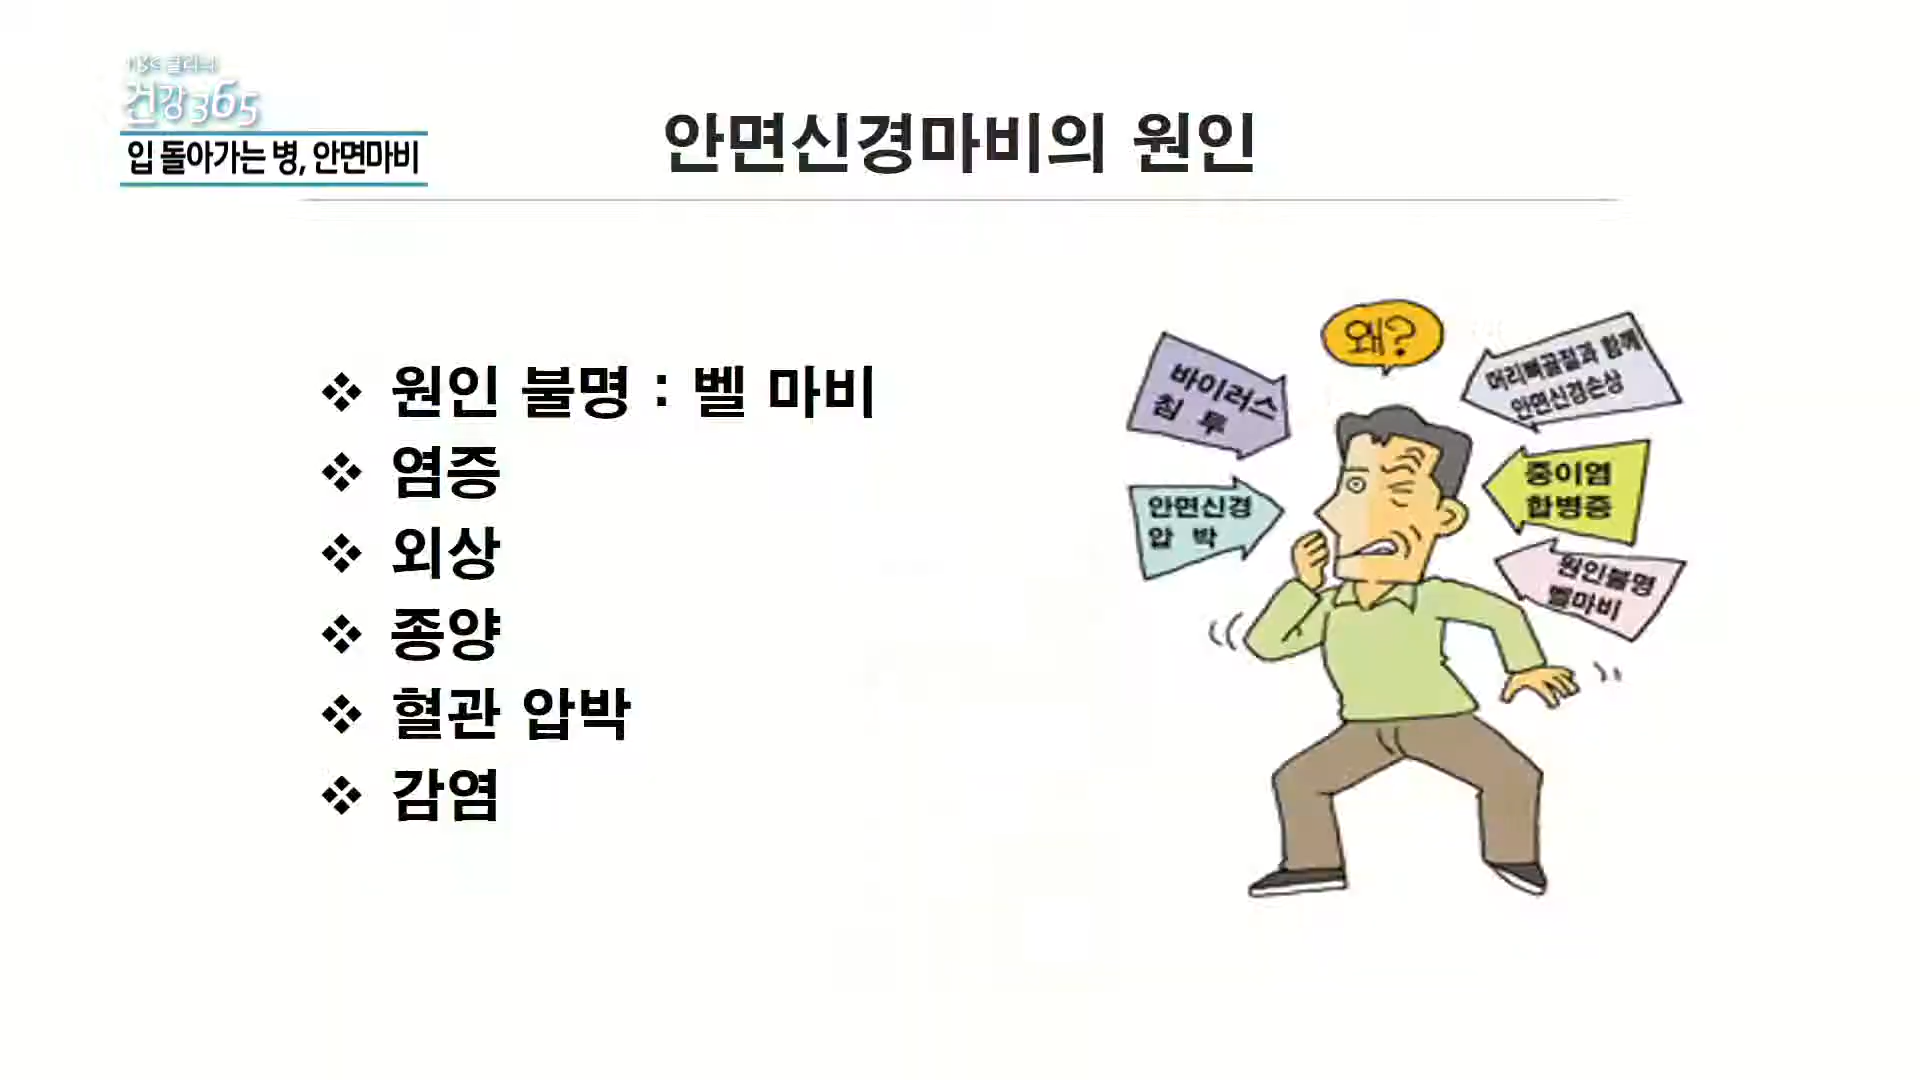 건강365
입 돌아가는 병, 안면마비
안면신경마비의 원인
❖ 원인 불명 : 벨 마비
❖ 염증
❖ 외상
❖ 종양
❖ 혈관 압박
❖ 감염
왜?
바이러스
침 투
머리뼈골절과 함께
안면신경손상
안면신경
압 박
중이염
합병증
원인불명
벨마비